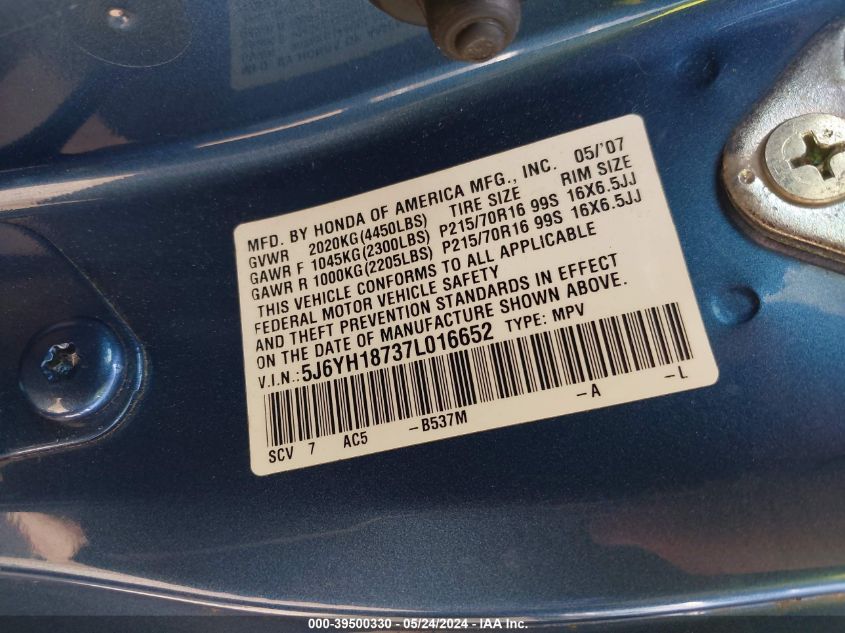 MFD. BY HONDA OF AMERICA MFG., INC. 05/'07
GVWR 2020KG(4450LBS) TIRE SIZE RIM SIZE
GAWR F 1045KG(2300LBS) P215/70R16 99S 16X6.5JJ
GAWR R 1000KG(2205LBS) P215/70R16 99S 16X6.5JJ
THIS VEHICLE CONFORMS TO ALL APPLICABLE
FEDERAL MOTOR VEHICLE SAFETY
AND THEFT PREVENTION STANDARDS IN EFFECT
ON THE DATE OF MANUFACTURE SHOWN ABOVE.
V.I.N.: 5J6YH18737L016652 TYPE: MPV
SCV 7 AC5 -B537M -A -L
000-39500330 - 05/24/2024 - IAA Inc.